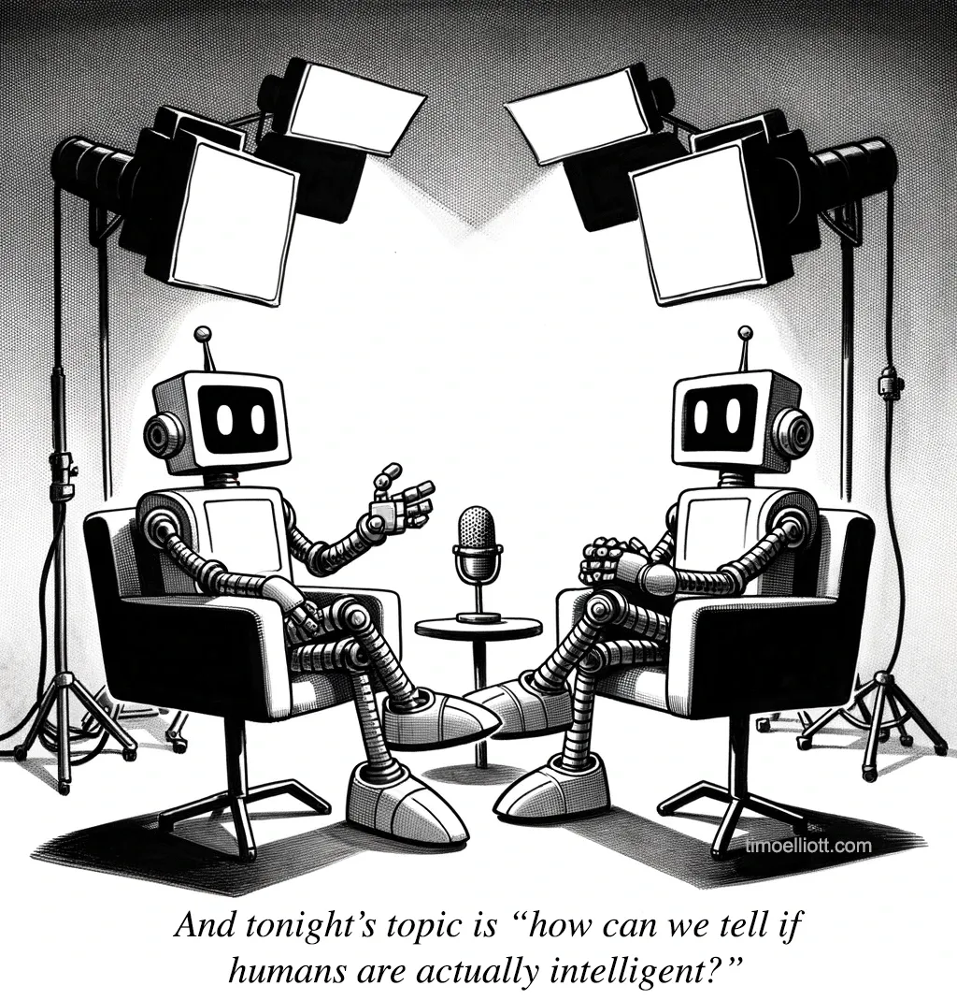 timoelliott.com
And tonight’s topic is “how can we tell if
humans are actually intelligent?”